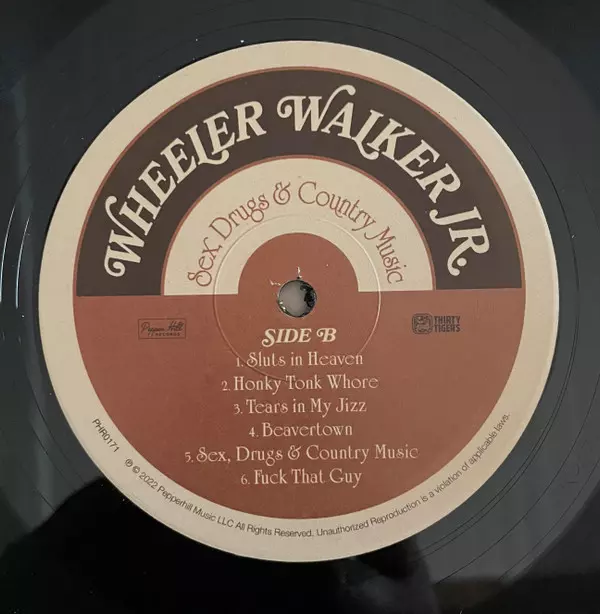 WHEELER WALKER JR.
Sex, Drugs & Country Music
Pepper Hill
RECORDS
THIRTY
TIGERS
SIDE B
1. Sluts in Heaven
2. Honky Tonk Whore
3. Tears in My Jizz
4. Beavertown
5. Sex, Drugs & Country Music
6. Fuck That Guy
PHR0171
℗ © 2022 Pepperhill Music LLC All Rights Reserved. Unauthorized Reproduction is a violation of applicable laws.